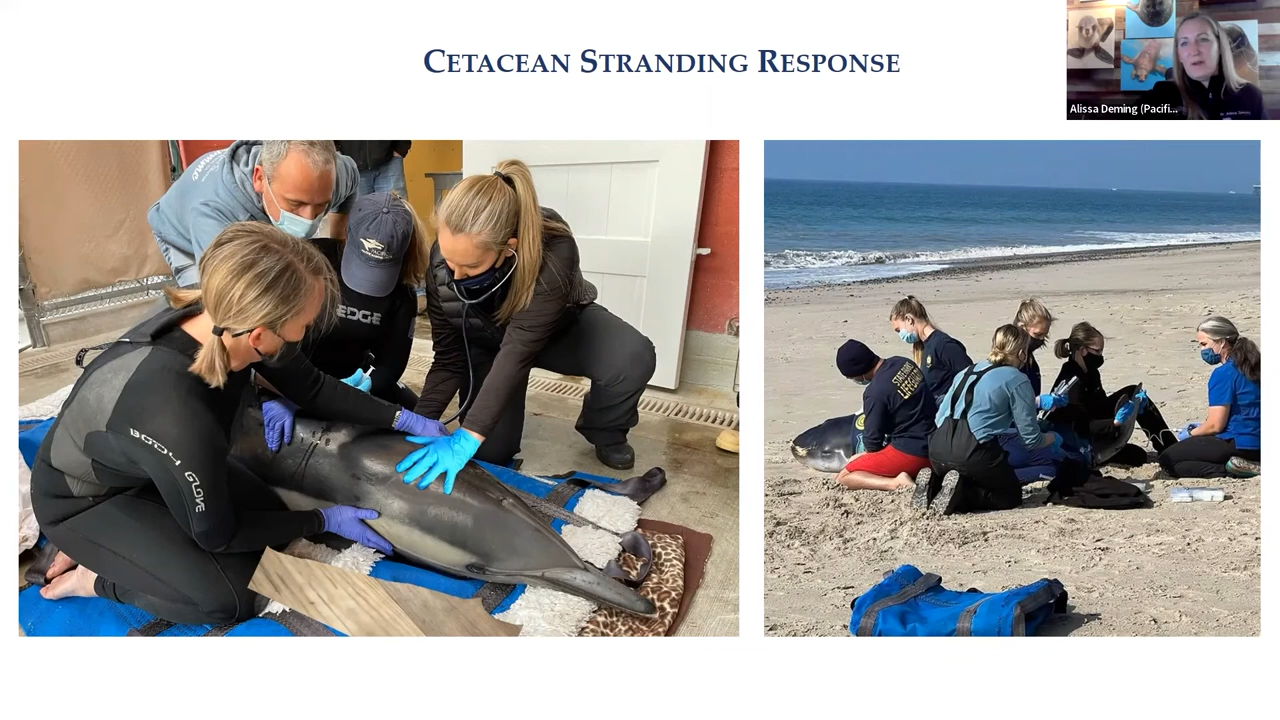 CETACEAN STRANDING RESPONSE
Alissa Deming (Pacifi...
EDGE
BODY GLOVE
STATE
LIFEGUARD